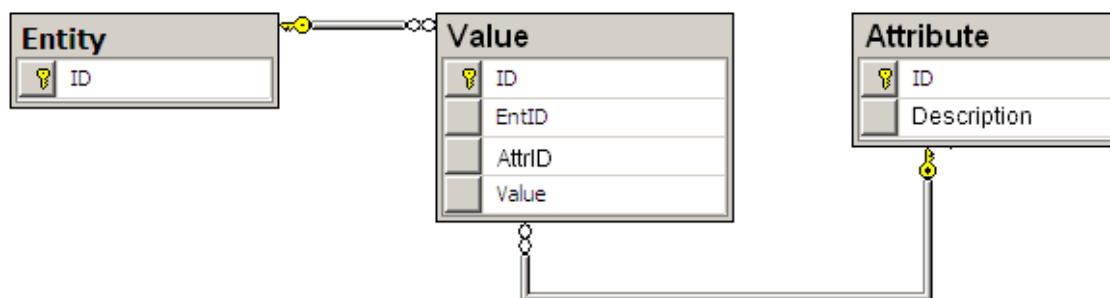 Entity
ID
Value
ID
EntID
AttrID
Value
Attribute
ID
Description